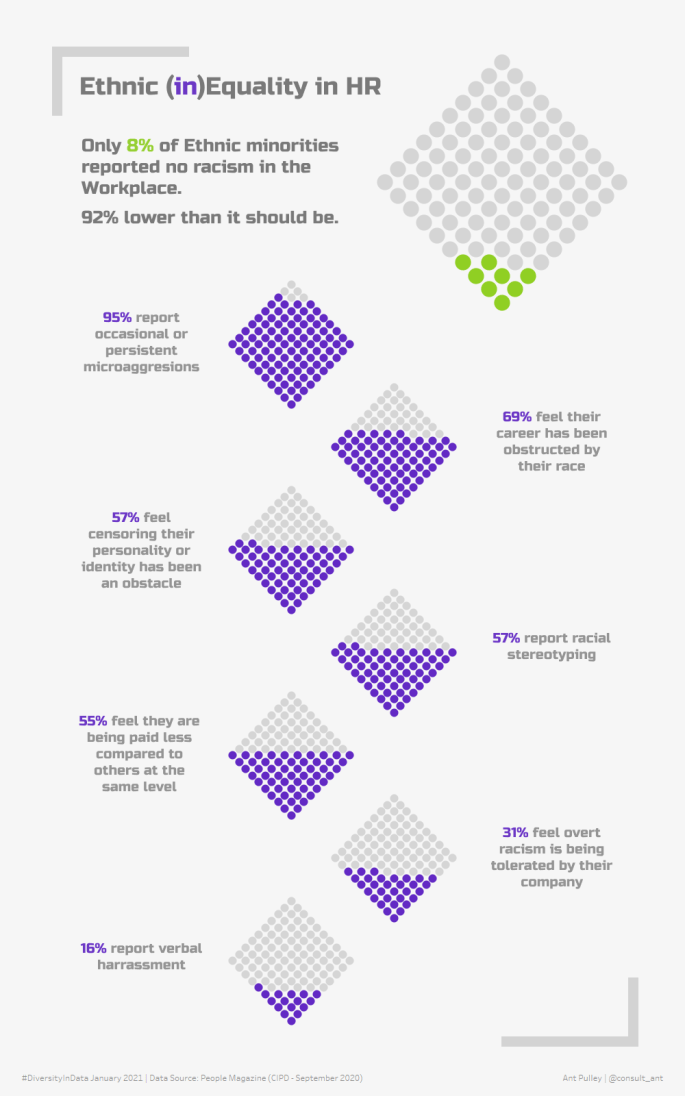 Ethnic (in)Equality in HR
Only 8% of Ethnic minorities
reported no racism in the
Workplace.
92% lower than it should be.
95% report
occasional or
persistent
microaggresions
69% feel their
career has been
obstructed by
their race
57% feel
censoring their
personality or
identity has been
an obstacle
57% report racial
stereotyping
55% feel they are
being paid less
compared to
others at the
same level
31% feel overt
racism is being
tolerated by their
company
16% report verbal
harrassment
#DiversityInData January 2021 | Data Source: People Magazine (CIPD - September 2020)
Ant Pulley | @consult_ant